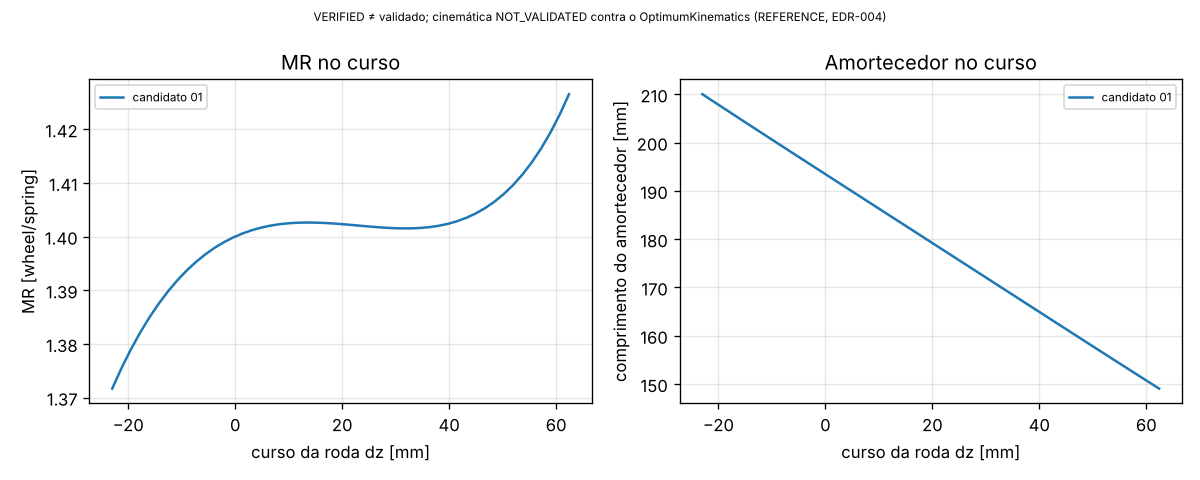 VERIFIED ≠ validado; cinemática NOT_VALIDATED contra o OptimumKinematics (REFERENCE, EDR-004)
MR no curso
candidato 01
MR [wheel/spring]
1.42
1.41
1.40
1.39
1.38
1.37
−20
0
20
40
60
curso da roda dz [mm]
Amortecedor no curso
candidato 01
comprimento do amortecedor [mm]
210
200
190
180
170
160
150
−20
0
20
40
60
curso da roda dz [mm]